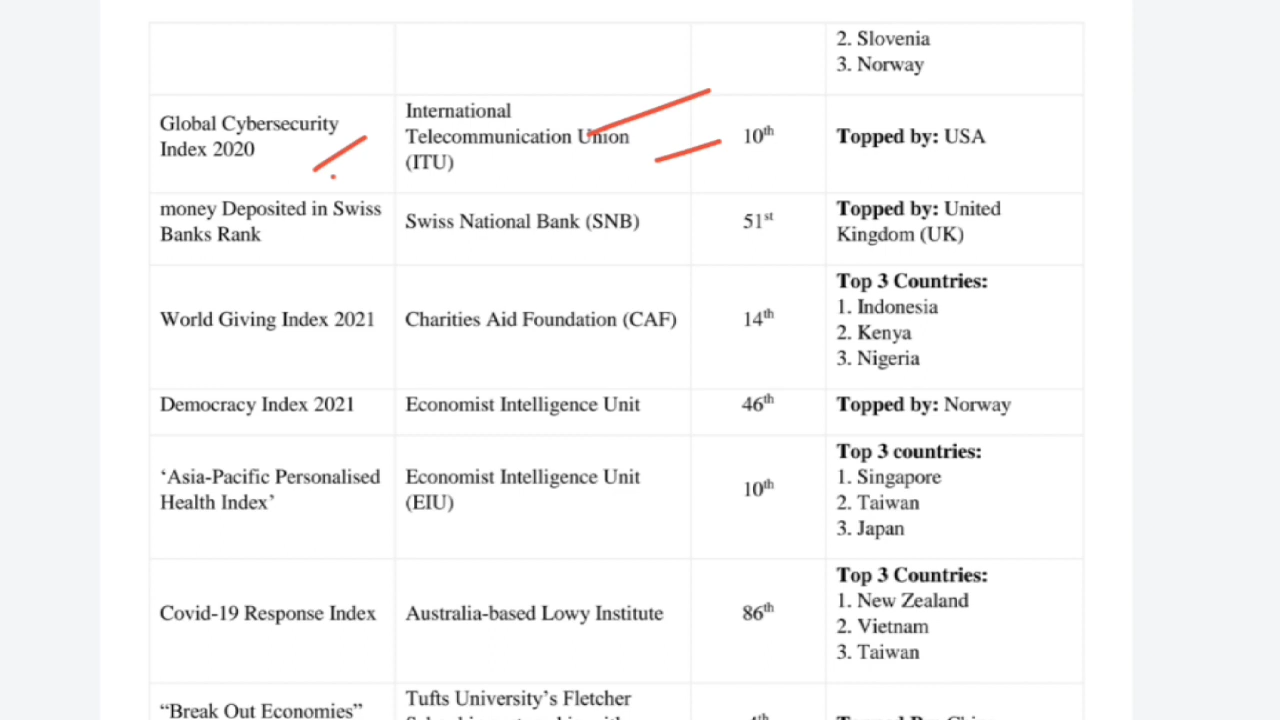 2. Slovenia
3. Norway
Global Cybersecurity
Index 2020
International
Telecommunication Union
(ITU)
10th
Topped by: USA
money Deposited in Swiss
Banks Rank
Swiss National Bank (SNB)
51st
Topped by: United
Kingdom (UK)
World Giving Index 2021
Charities Aid Foundation (CAF)
14th
Top 3 Countries:
1. Indonesia
2. Kenya
3. Nigeria
Democracy Index 2021
Economist Intelligence Unit
46th
Topped by: Norway
‘Asia-Pacific Personalised
Health Index’
Economist Intelligence Unit
(EIU)
10th
Top 3 countries:
1. Singapore
2. Taiwan
3. Japan
Covid-19 Response Index
Australia-based Lowy Institute
86th
Top 3 Countries:
1. New Zealand
2. Vietnam
3. Taiwan
“Break Out Economies”
Tufts University’s Fletcher